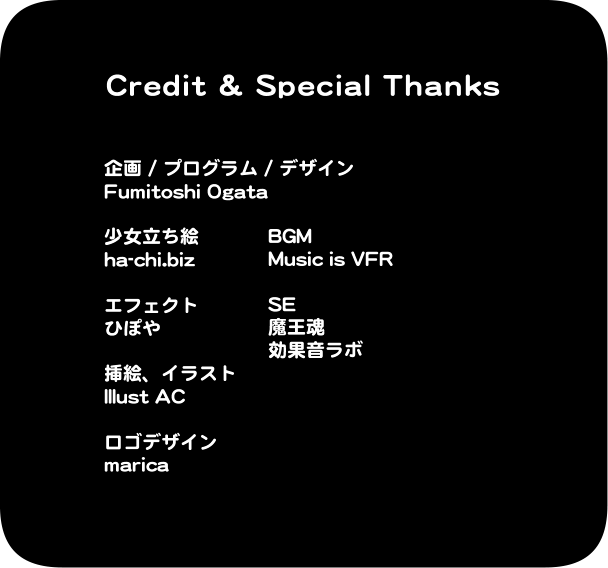 Credit & Special Thanks
企画 / プログラム / デザイン
Fumitoshi Ogata
少女立ち絵
ha-chi.biz
BGM
Music is VFR
エフェクト
ぴぽや
SE
魔王魂
効果音ラボ
挿絵、イラスト
Illust AC
ロゴデザイン
marica